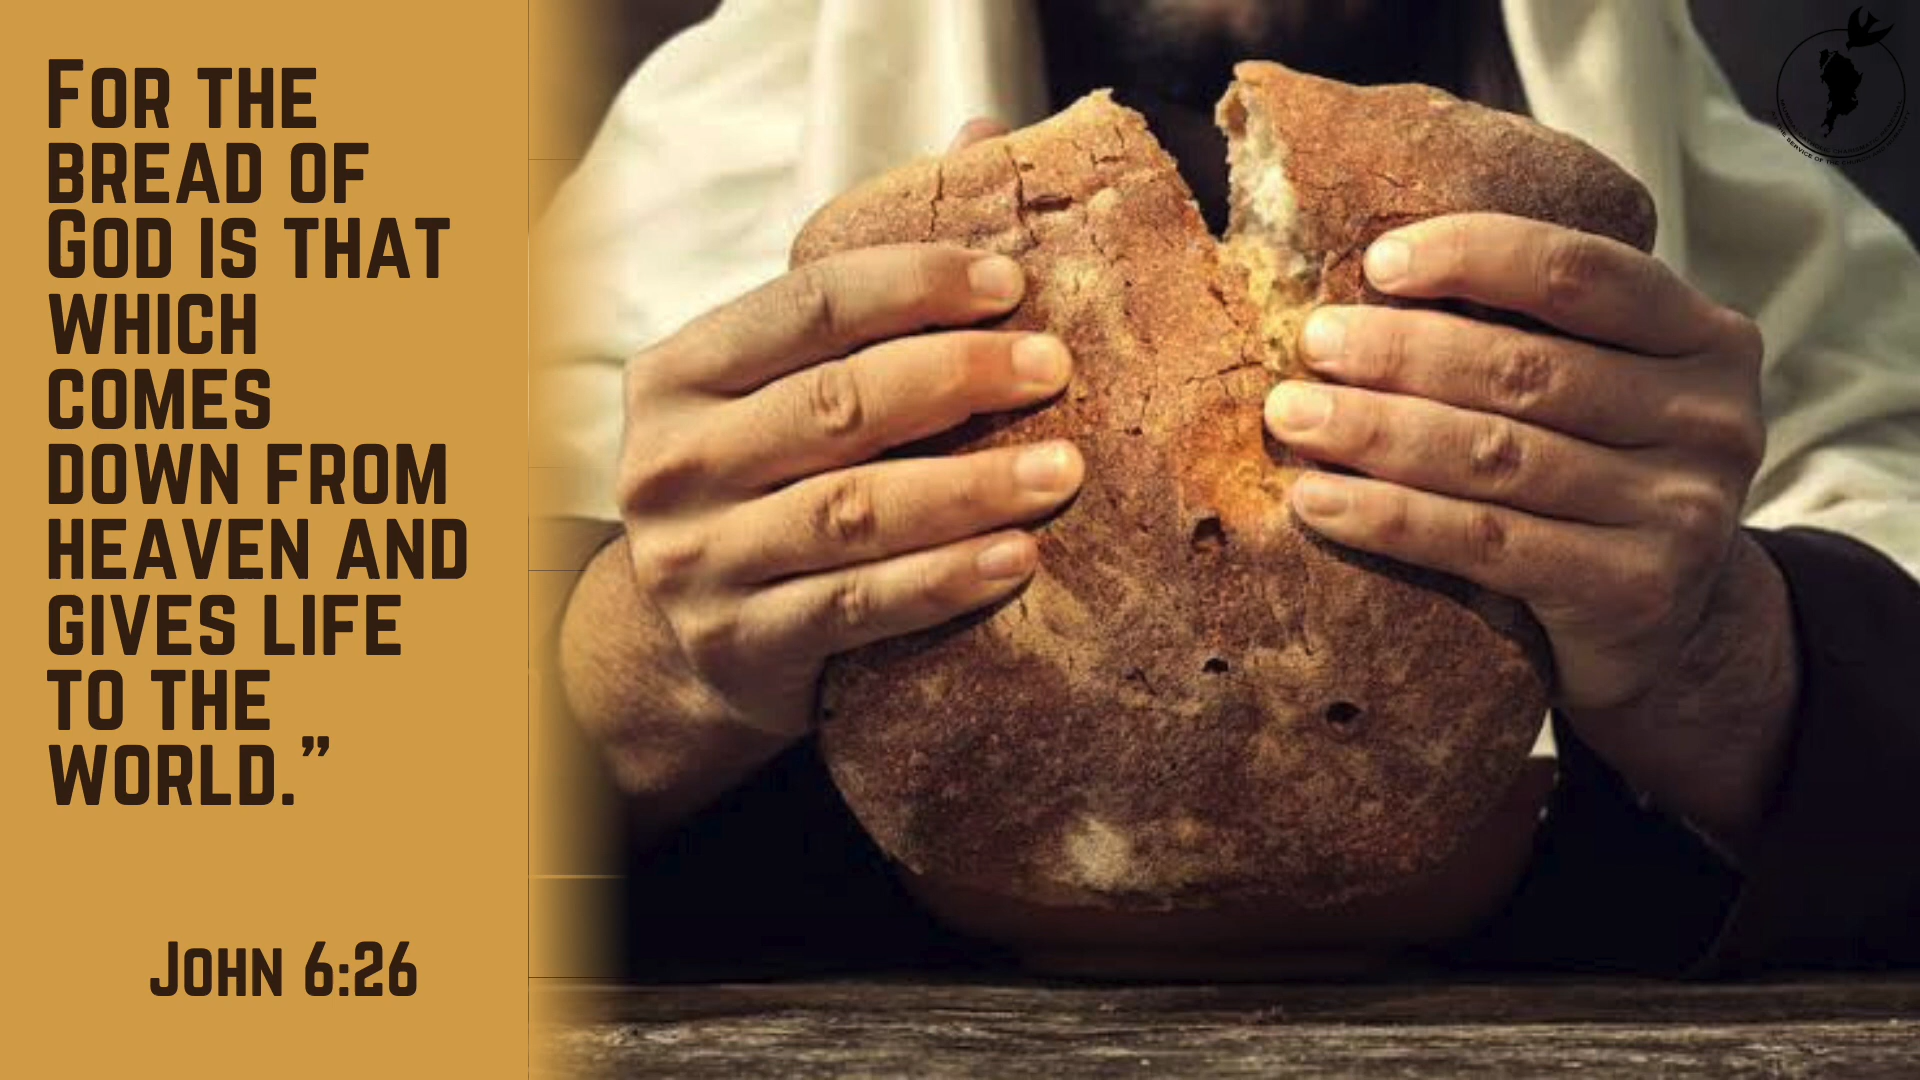 For the
bread of
God is that
which
comes
down from
heaven and
gives life
to the
world.”
John 6:26